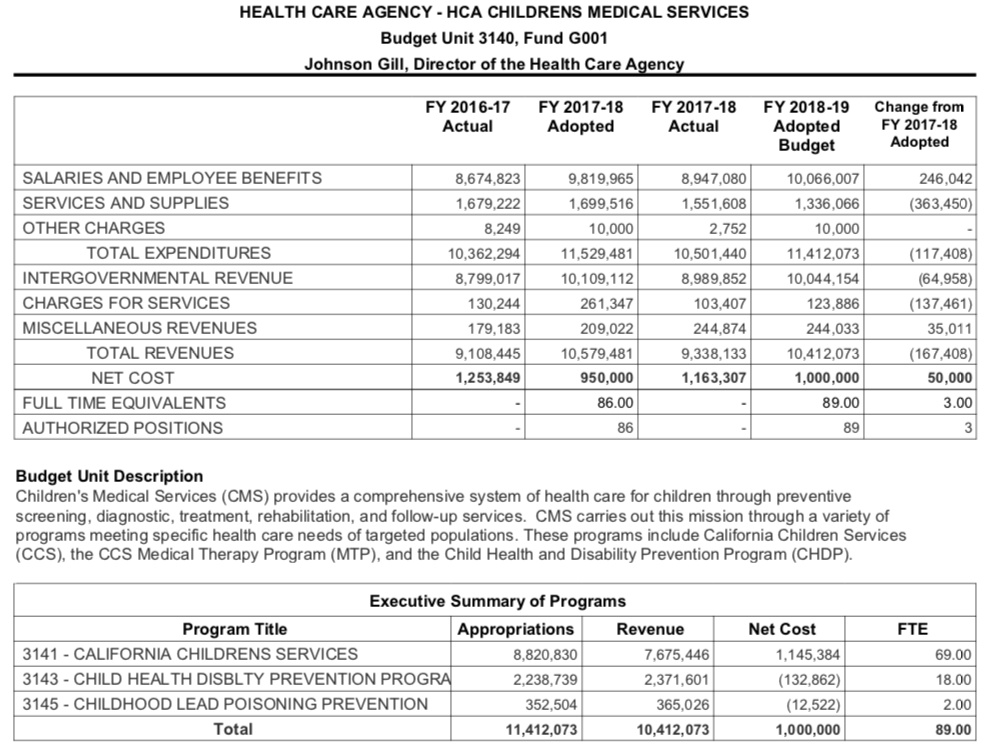 HEALTH CARE AGENCY - HCA CHILDRENS MEDICAL SERVICES
Budget Unit 3140, Fund G001
Johnson Gill, Director of the Health Care Agency
FY 2016-17 Actual FY 2017-18 Adopted FY 2017-18 Actual FY 2018-19 Adopted Budget Change from FY 2017-18 Adopted
SALARIES AND EMPLOYEE BENEFITS 8,674,823 9,819,965 8,947,080 10,066,007 246,042
SERVICES AND SUPPLIES 1,679,222 1,699,516 1,551,608 1,336,066 (363,450)
OTHER CHARGES 8,249 10,000 2,752 10,000 -
TOTAL EXPENDITURES 10,362,294 11,529,481 10,501,440 11,412,073 (117,408)
INTERGOVERNMENTAL REVENUE 8,799,017 10,109,112 8,989,852 10,044,154 (64,958)
CHARGES FOR SERVICES 130,244 261,347 103,407 123,886 (137,461)
MISCELLANEOUS REVENUES 179,183 209,022 244,874 244,033 35,011
TOTAL REVENUES 9,108,445 10,579,481 9,338,133 10,412,073 (167,408)
NET COST 1,253,849 950,000 1,163,307 1,000,000 50,000
FULL TIME EQUIVALENTS - 86.00 - 89.00 3.00
AUTHORIZED POSITIONS - 86 - 89 3
Budget Unit Description
Children's Medical Services (CMS) provides a comprehensive system of health care for children through preventive
screening, diagnostic, treatment, rehabilitation, and follow-up services. CMS carries out this mission through a variety of
programs meeting specific health care needs of targeted populations. These programs include California Children Services
(CCS), the CCS Medical Therapy Program (MTP), and the Child Health and Disability Prevention Program (CHDP).
Executive Summary of Programs
Program Title Appropriations Revenue Net Cost FTE
3141 - CALIFORNIA CHILDRENS SERVICES 8,820,830 7,675,446 1,145,384 69.00
3143 - CHILD HEALTH DISBLTY PREVENTION PROGRA 2,238,739 2,371,601 (132,862) 18.00
3145 - CHILDHOOD LEAD POISONING PREVENTION 352,504 365,026 (12,522) 2.00
Total 11,412,073 10,412,073 1,000,000 89.00